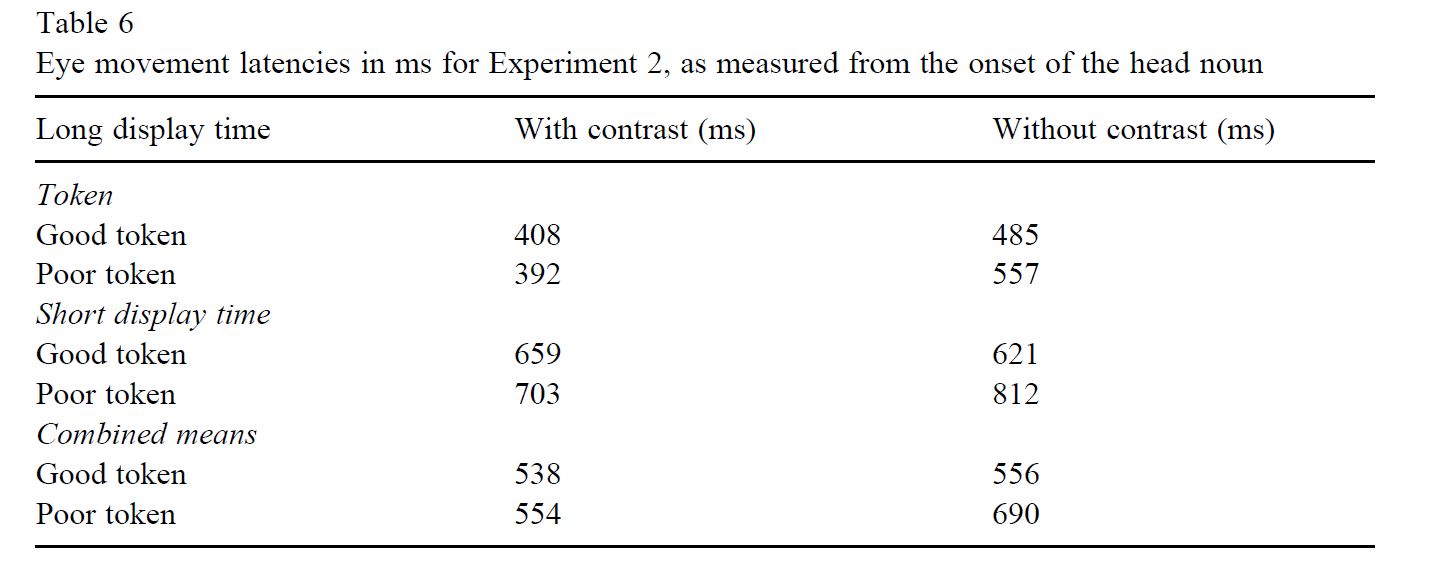 Table 6
Eye movement latencies in ms for Experiment 2, as measured from the onset of the head noun
Long display time With contrast (ms) Without contrast (ms)
Token
Good token 408 485
Poor token 392 557
Short display time
Good token 659 621
Poor token 703 812
Combined means
Good token 538 556
Poor token 554 690